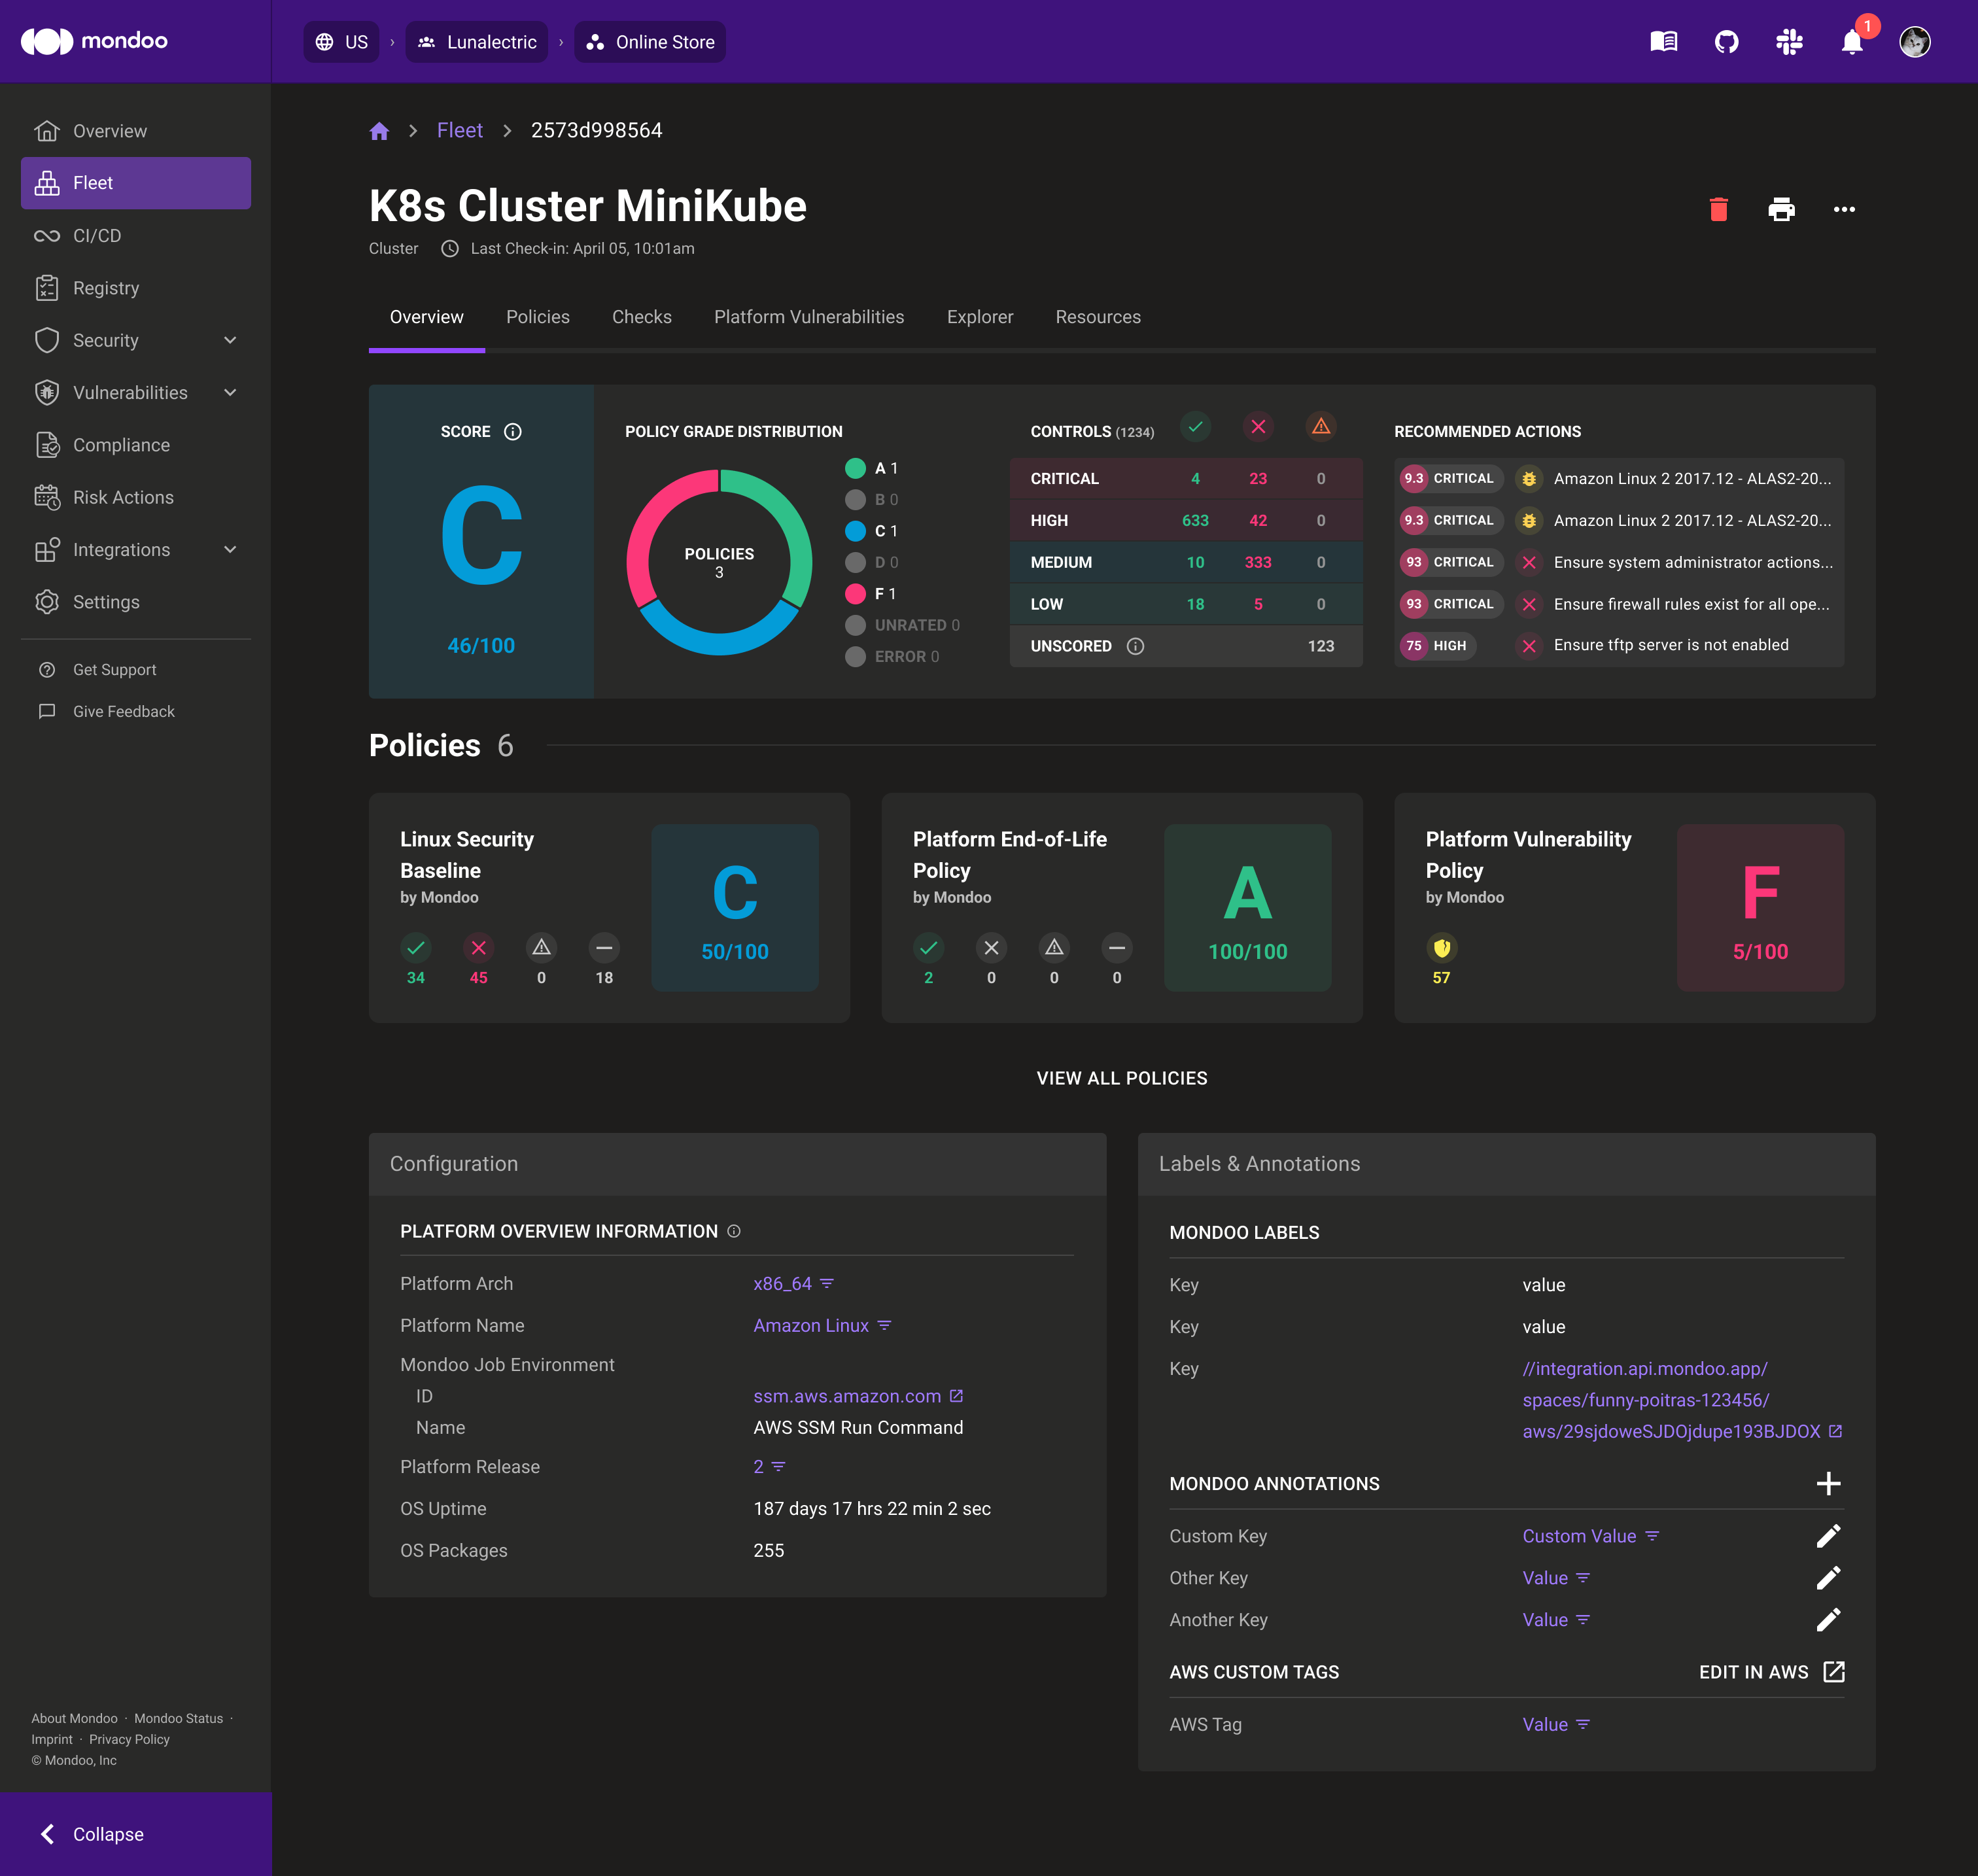 mondoo
US › Lunalectric › Online Store
1
Overview
Fleet
CI/CD
Registry
Security
Vulnerabilities
Compliance
Risk Actions
Integrations
Settings
Get Support
Give Feedback
About Mondoo · Mondoo Status ·
Imprint · Privacy Policy
© Mondoo, Inc
Collapse
Fleet 2573d998564
K8s Cluster MiniKube
Cluster Last Check-in: April 05, 10:01am
Overview Policies Checks Platform Vulnerabilities Explorer Resources
SCORE
C
46/100
POLICY GRADE DISTRIBUTION
POLICIES
3
A 1
B 0
C 1
D 0
F 1
UNRATED 0
ERROR 0
CONTROLS (1234)
CRITICAL 4 23 0
HIGH 633 42 0
MEDIUM 10 333 0
LOW 18 5 0
UNSCORED 123
RECOMMENDED ACTIONS
9.3 CRITICAL Amazon Linux 2 2017.12 - ALAS2-20...
9.3 CRITICAL Amazon Linux 2 2017.12 - ALAS2-20...
93 CRITICAL Ensure system administrator actions...
93 CRITICAL Ensure firewall rules exist for all ope...
75 HIGH Ensure tftp server is not enabled
Policies 6
Linux Security
Baseline
by Mondoo
34 45 0 18
C
50/100
Platform End-of-Life
Policy
by Mondoo
2 0 0 0
A
100/100
Platform Vulnerability
Policy
by Mondoo
57
F
5/100
VIEW ALL POLICIES
Configuration
PLATFORM OVERVIEW INFORMATION
Platform Arch x86_64
Platform Name Amazon Linux
Mondoo Job Environment
ID ssm.aws.amazon.com
Name AWS SSM Run Command
Platform Release 2
OS Uptime 187 days 17 hrs 22 min 2 sec
OS Packages 255
Labels & Annotations
MONDOO LABELS
Key value
Key value
Key //integration.api.mondoo.app/
spaces/funny-poitras-123456/
aws/29sjdoweSJDOjdupe193BJDOX
MONDOO ANNOTATIONS
Custom Key Custom Value
Other Key Value
Another Key Value
AWS CUSTOM TAGS EDIT IN AWS
AWS Tag Value